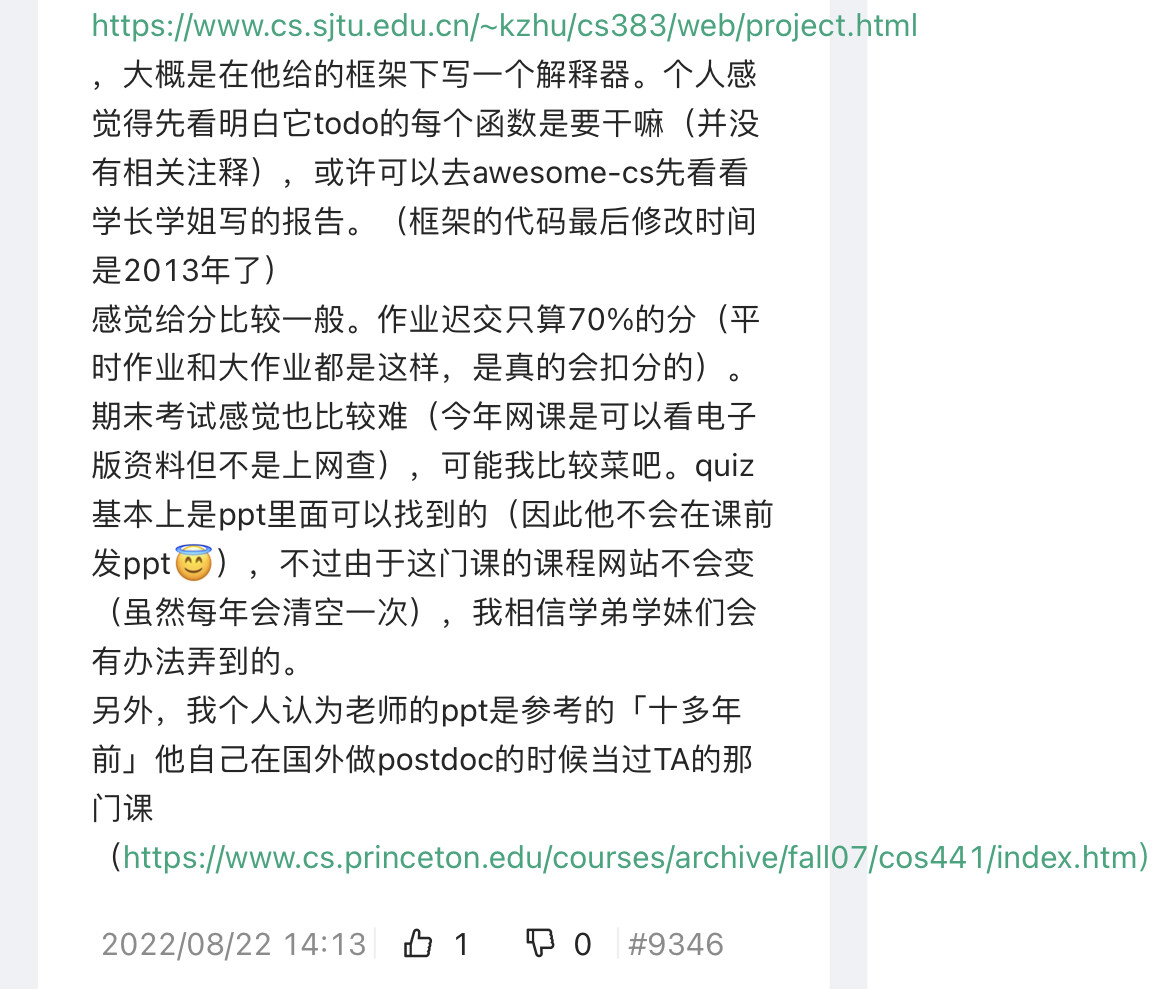 https://www.cs.sjtu.edu.cn/~kzhu/cs383/web/project.html
，大概是在他给的框架下写一个解释器。个人感
觉得先看明白它todo的每个函数是要干嘛（并没
有相关注释），或许可以去awesome-cs先看看
学长学姐写的报告。（框架的代码最后修改时间
是2013年了）
感觉给分比较一般。作业迟交只算70%的分（平
时作业和大作业都是这样，是真的会扣分的）。
期末考试感觉也比较难（今年网课是可以看电子
版资料但不是上网查），可能我比较菜吧。quiz
基本上是ppt里面可以找到的（因此他不会在课前
发ppt😇），不过由于这门课的课程网站不会变
（虽然每年会清空一次），我相信学弟学妹们会
有办法弄到的。
另外，我个人认为老师的ppt是参考的「十多年
前」他自己在国外做postdoc的时候当过TA的那
门课
（https://www.cs.princeton.edu/courses/archive/fall07/cos441/index.htm）
2022/08/22 14:13 1 0 #9346